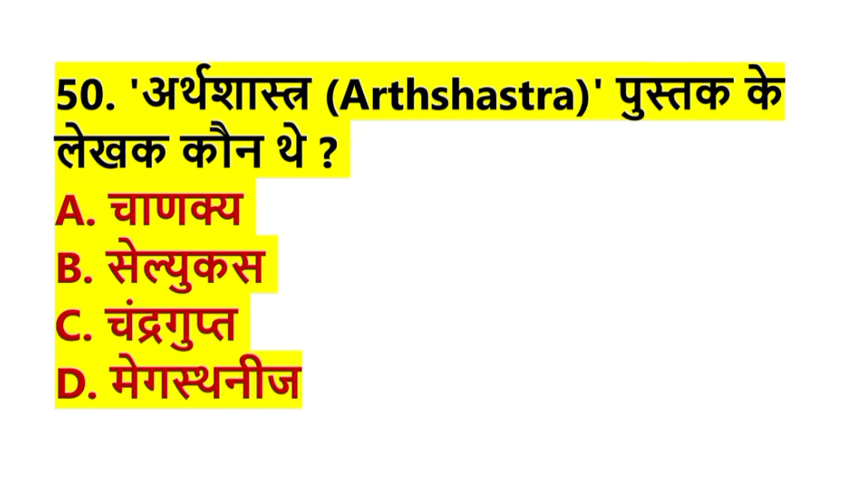 50. 'अर्थशास्त्र (Arthshastra)' पुस्तक के
लेखक कौन थे ?
A. चाणक्य
B. सेल्युकस
C. चंद्रगुप्त
D. मेगस्थनीज